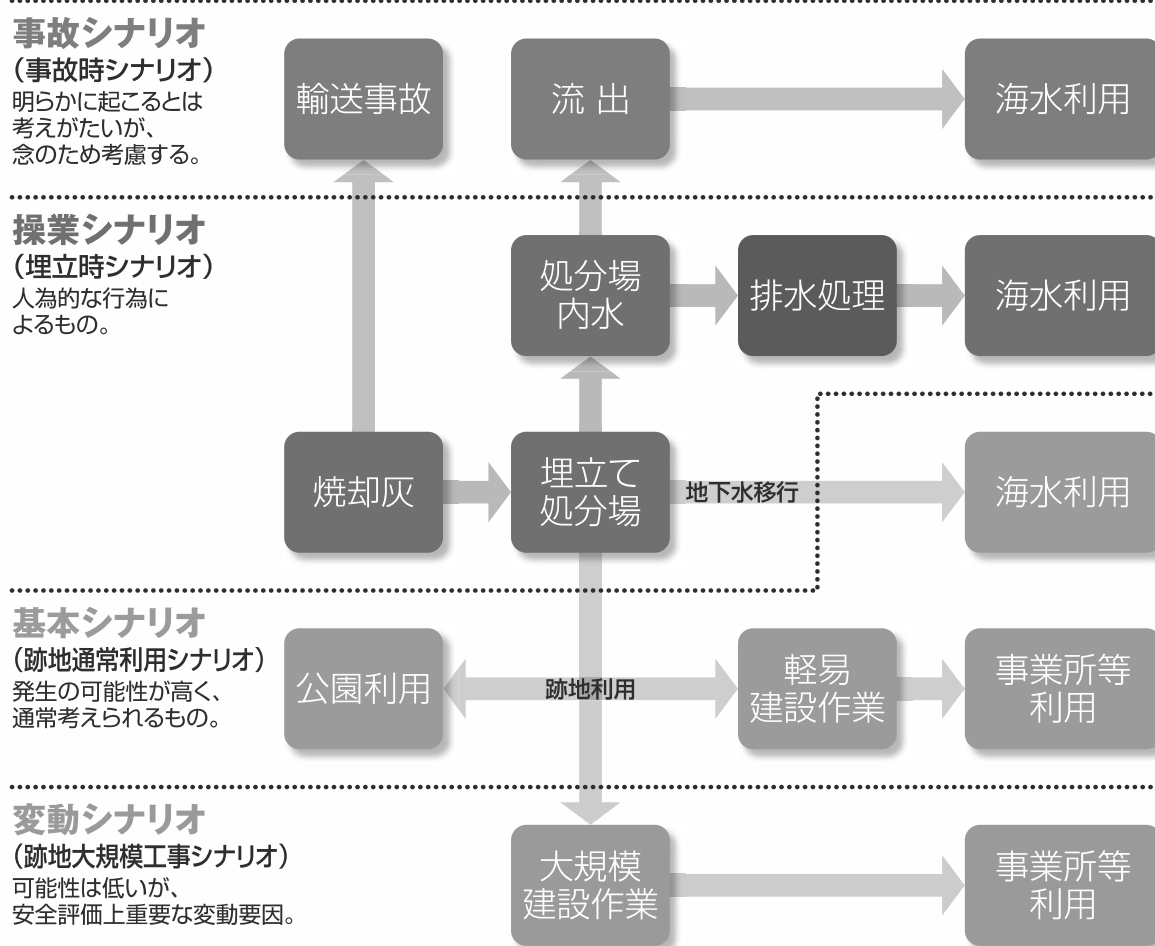 事故シナリオ
(事故時シナリオ)
明らかに起こるとは
考えがたいが、
念のため考慮する。
輸送事故
流 出
海水利用
操業シナリオ
(埋立時シナリオ)
人為的な行為に
よるもの。
処分場
内水
排水処理
海水利用
焼却灰
埋立て
処分場
地下水移行
海水利用
基本シナリオ
(跡地通常利用シナリオ)
発生の可能性が高く、
通常考えられるもの。
公園利用
跡地利用
軽易
建設作業
事業所等
利用
変動シナリオ
(跡地大規模工事シナリオ)
可能性は低いが、
安全評価上重要な変動要因。
大規模
建設作業
事業所等
利用